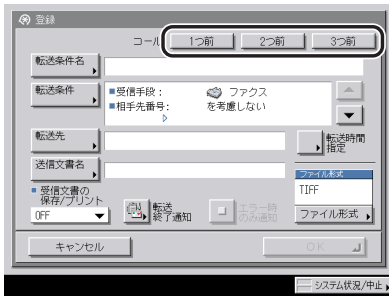 登録
コール 1つ前 2つ前 3つ前
転送条件名
転送条件
■受信手段： ファクス
■相手先番号： を考慮しない
転送先
転送時間
指定
送信文書名
ファイル形式
TIFF
■受信文書の
保存/プリント
OFF
転送
終了通知
エラー時
のみ通知
ファイル形式
キャンセル
OK
システム状況/中止